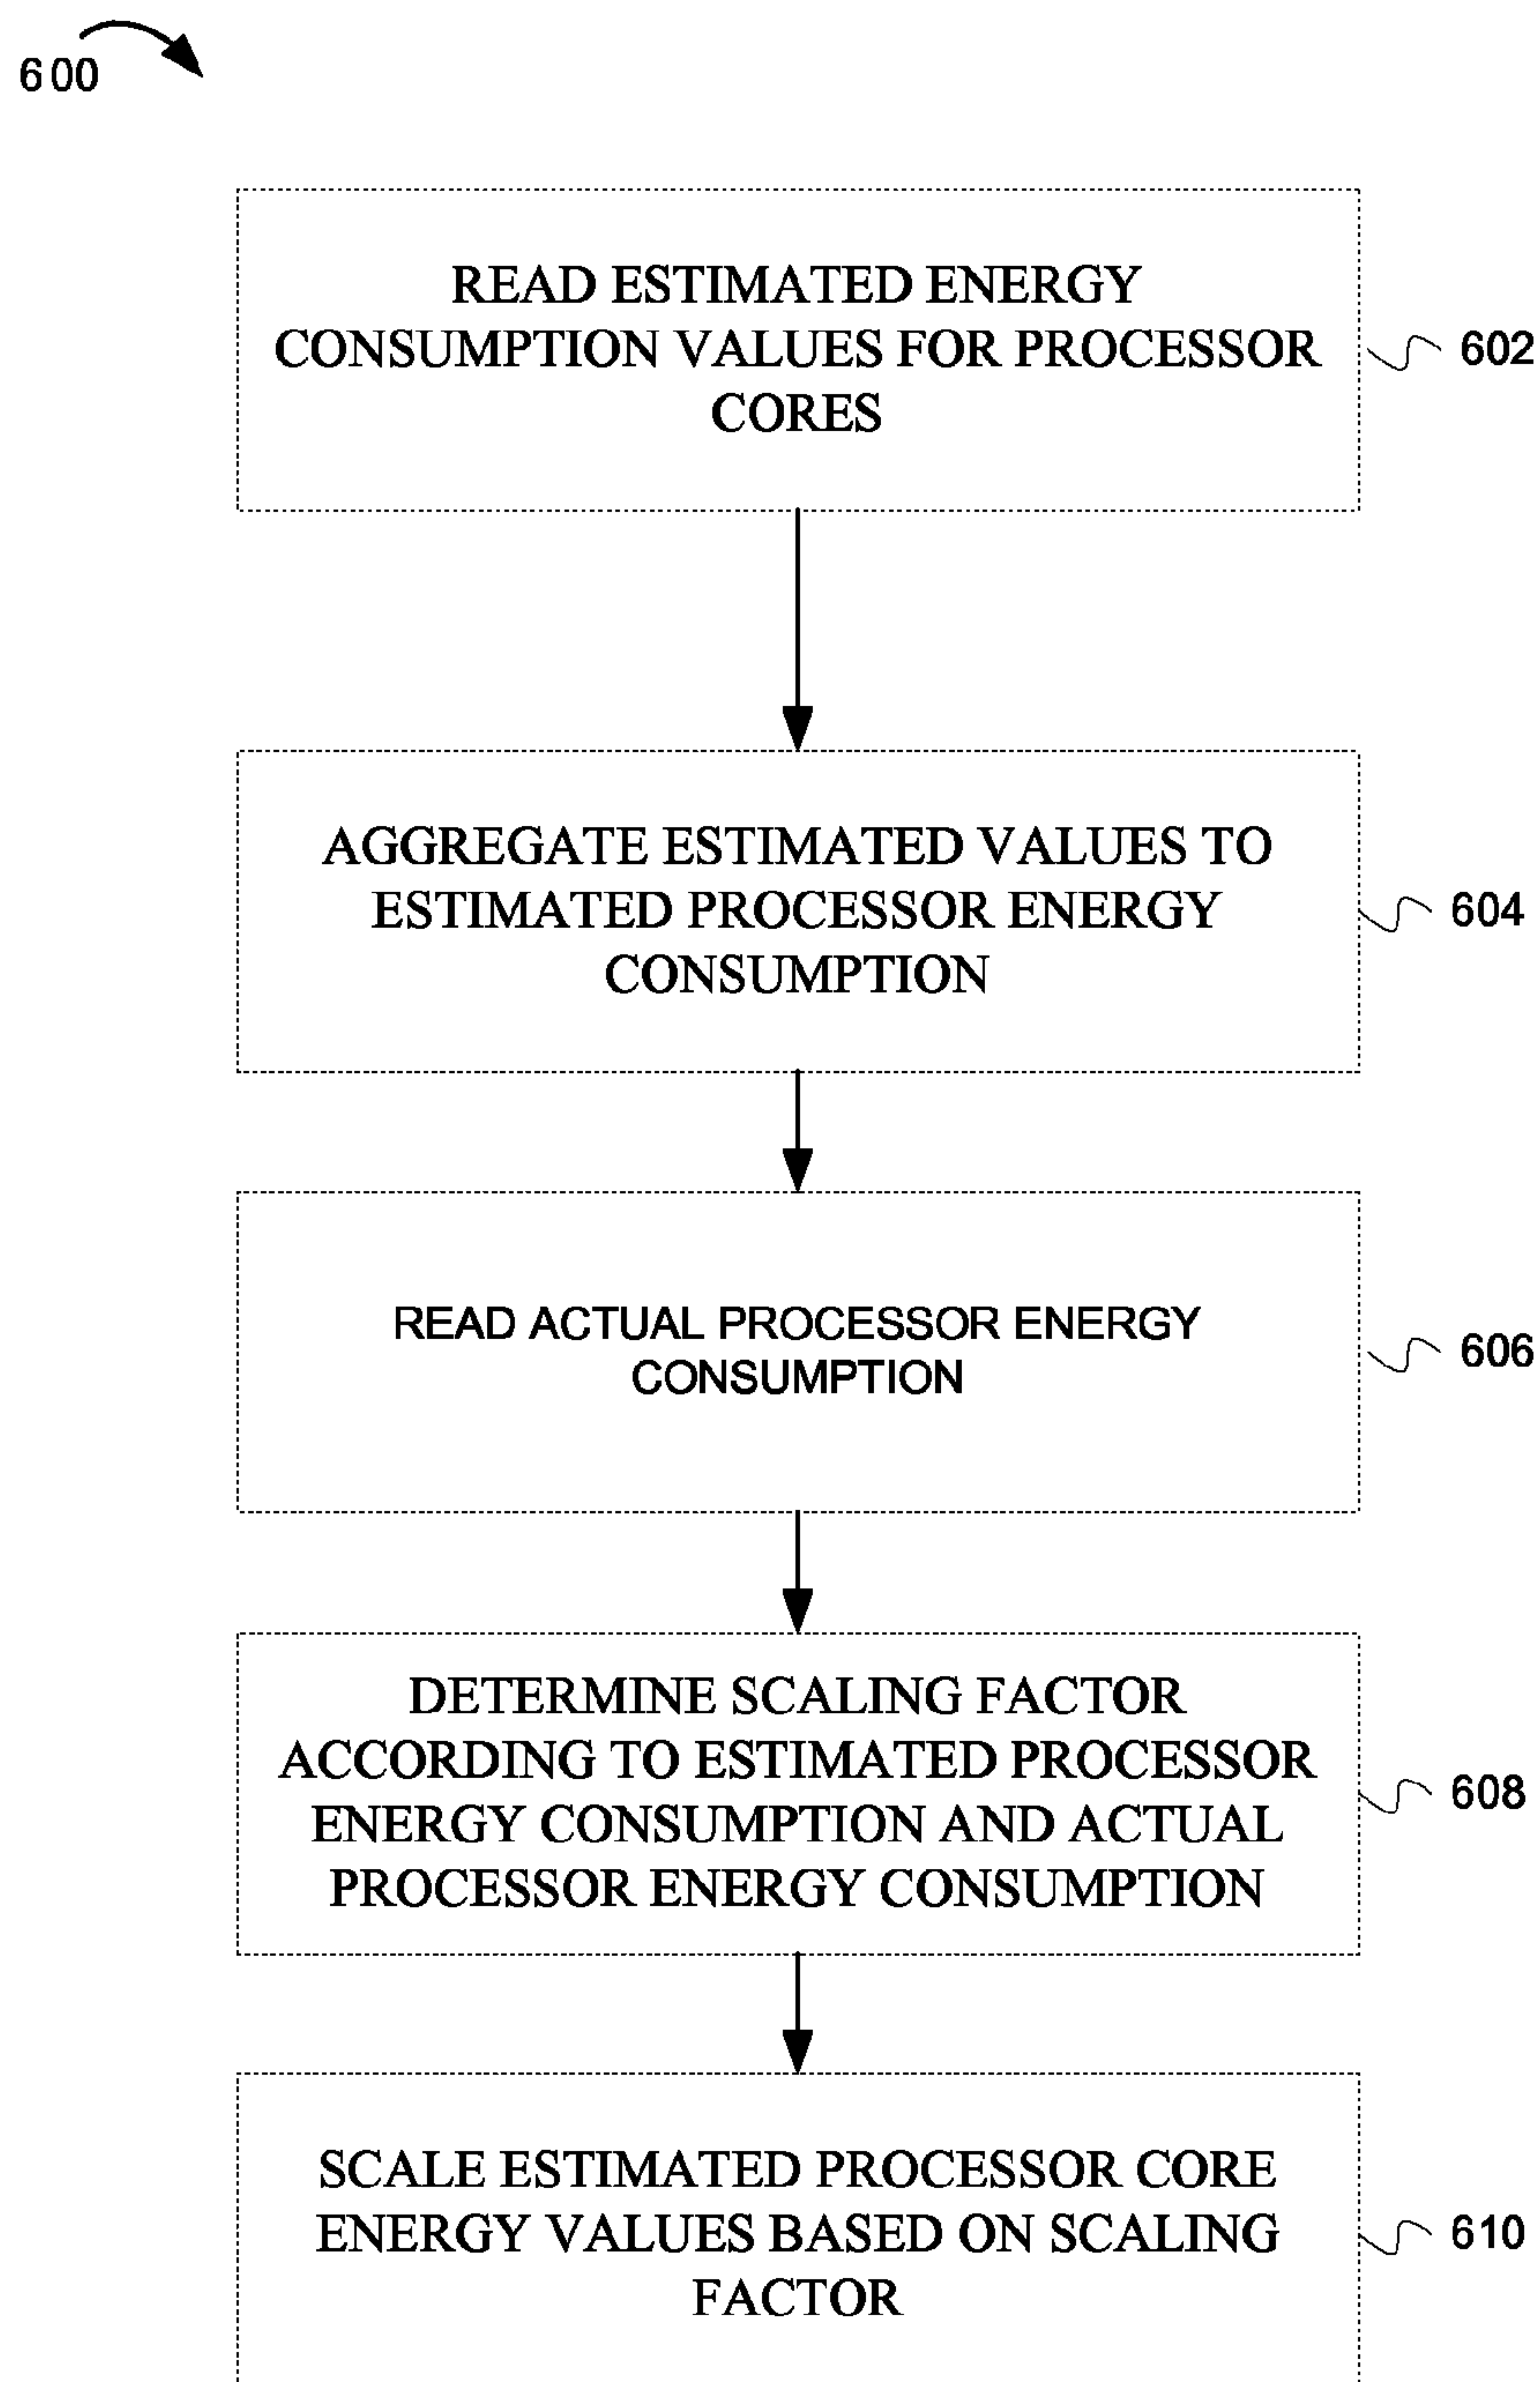 600
READ ESTIMATED ENERGY
CONSUMPTION VALUES FOR PROCESSOR
CORES
602
AGGREGATE ESTIMATED VALUES TO
ESTIMATED PROCESSOR ENERGY
CONSUMPTION
604
READ ACTUAL PROCESSOR ENERGY
CONSUMPTION
606
DETERMINE SCALING FACTOR
ACCORDING TO ESTIMATED PROCESSOR
ENERGY CONSUMPTION AND ACTUAL
PROCESSOR ENERGY CONSUMPTION
608
SCALE ESTIMATED PROCESSOR CORE
ENERGY VALUES BASED ON SCALING
FACTOR
610